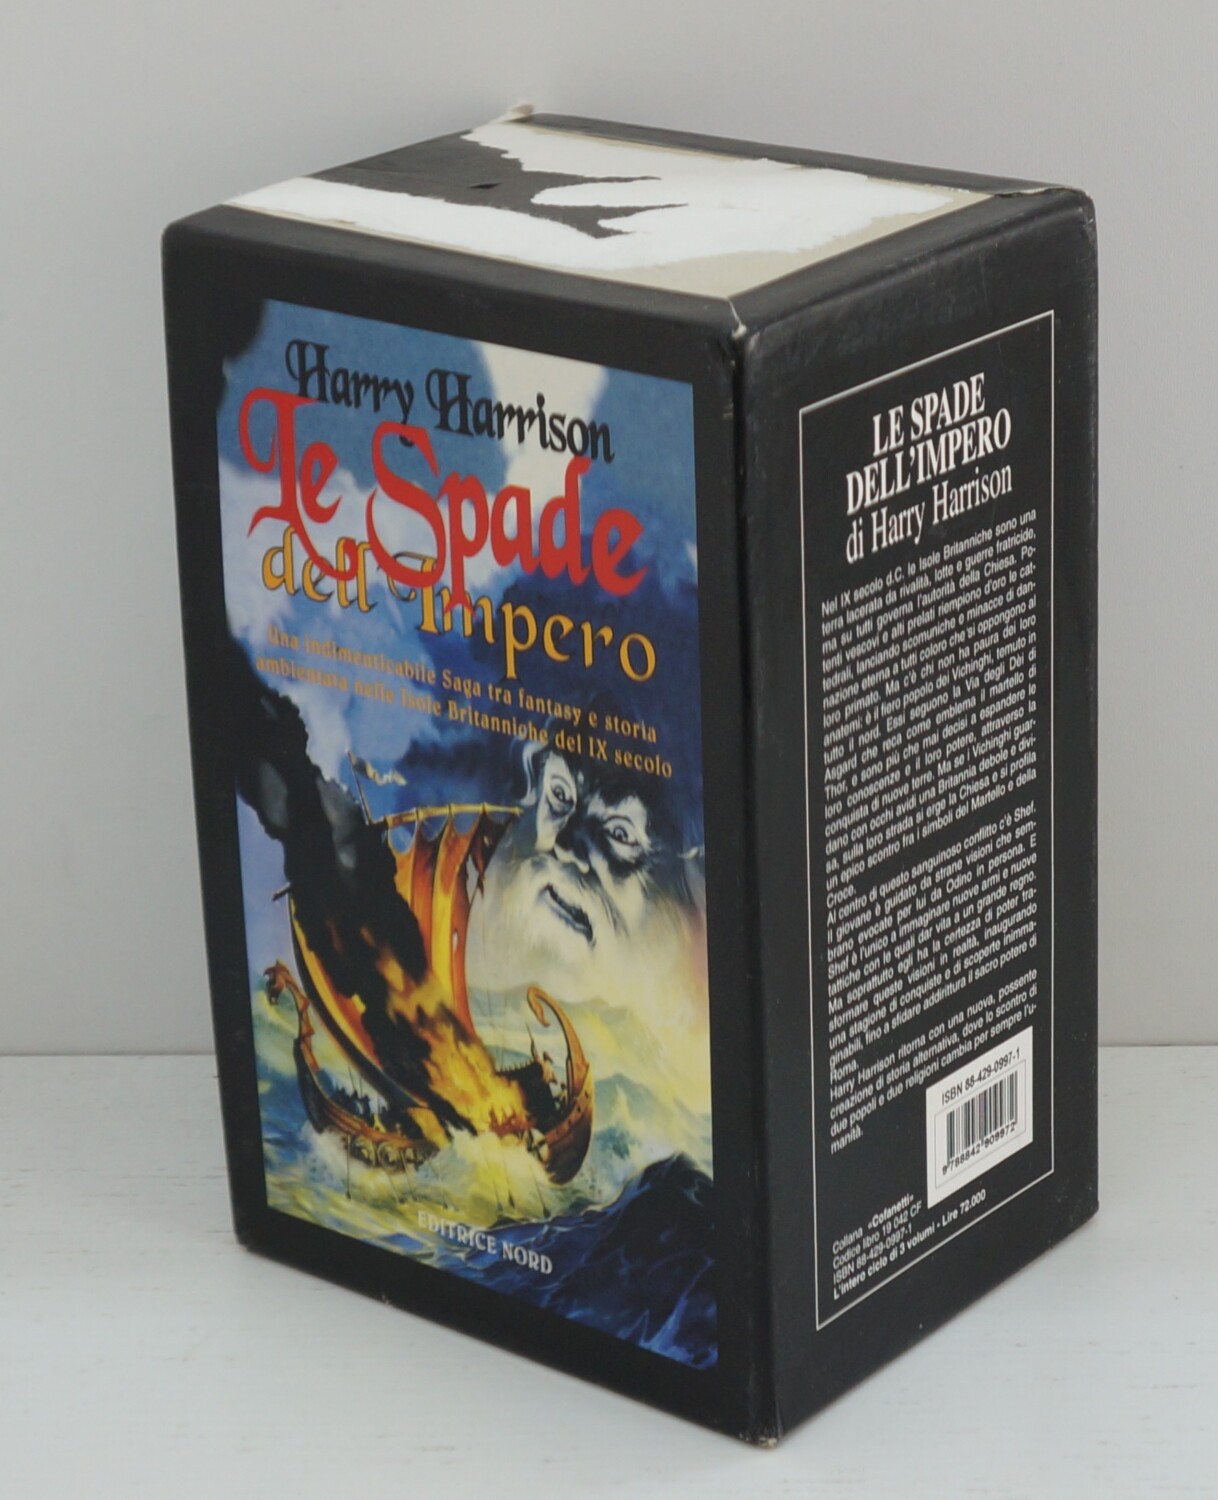 Harry Harrison
Le Spade
dell'Impero
Una indimenticabile Saga tra fantasy e storia
ambientata nelle Isole Britanniche del IX secolo
EDITRICE NORD
LE SPADE
DELL'IMPERO
di Harry Harrison
Nel IX secolo d.C. le Isole Britanniche sono una
terra lacerata da rivalità, lotte e guerre fratricide,
ma su tutti governa l'autorità della Chiesa. Po-
tenti vescovi e alti prelati riempiono d'oro le cat-
tedrali, lanciando scomuniche e minacce di dan-
nazione eterna a tutti coloro che si oppongono al
loro primato. Ma c'è chi non ha paura dei loro
anatemi: è il fiero popolo dei Vichinghi, temuto in
tutto il nord. Essi seguono la Via degli Dèi di
Asgard che reca come emblema il martello di
Thor, e sono più che mai decisi a espandere le
loro conoscenze e il loro potere, attraverso la
conquista di nuove terre. Ma se i Vichinghi guar-
dano con occhi avidi una Britannia debole e divi-
sa, sulla loro strada si erge la Chiesa e si profila
un epico scontro fra i simboli del Martello e della
Croce.
Al centro di questo sanguinoso conflitto c'è Shef.
Il giovane è guidato da strane visioni che sem-
brano evocate per lui da Odino in persona. E
Shef è l'unico a immaginare nuove armi e nuove
tattiche con le quali dar vita a un grande regno.
Ma soprattutto egli ha la certezza di poter tra-
sformare queste visioni in realtà, inaugurando
una stagione di conquiste e di scoperte inimma-
ginabili, fino a sfidare addirittura il sacro potere di
Roma.
Harry Harrison ritorna con una nuova, possente
creazione di storia alternativa, dove lo scontro di
due popoli e due religioni cambia per sempre l'u-
manità.
ISBN 88-429-0997-1
9 788842 909972
Collana «Cofanetti»
Codice libro 19 042 CF
ISBN 88-429-0997-1
L'intero ciclo di 3 volumi - Lire 72.000